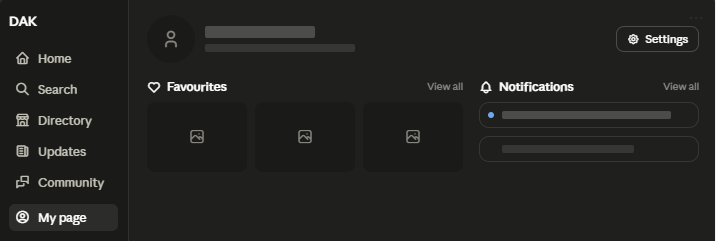 DAK
Home
Search
Directory
Updates
Community
My page
Settings
Favourites
View all
Notifications
View all